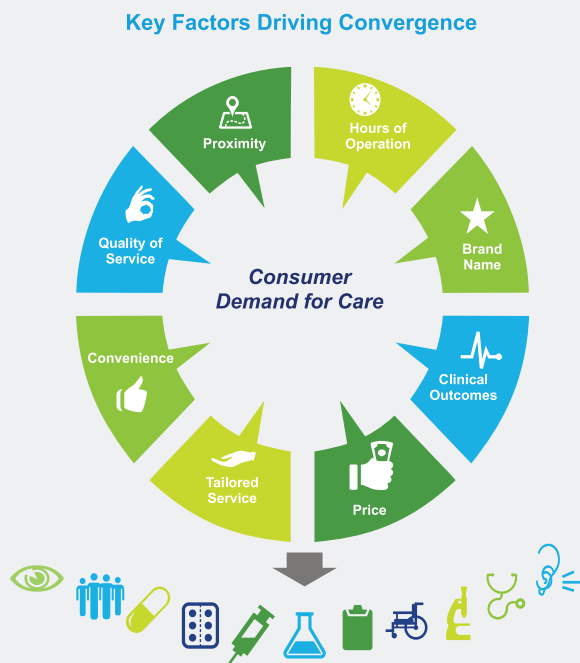 Key Factors Driving Convergence
Proximity
Hours of
Operation
Quality of
Service
Brand
Name
Consumer
Demand for Care
Convenience
Clinical
Outcomes
Tailored
Service
Price